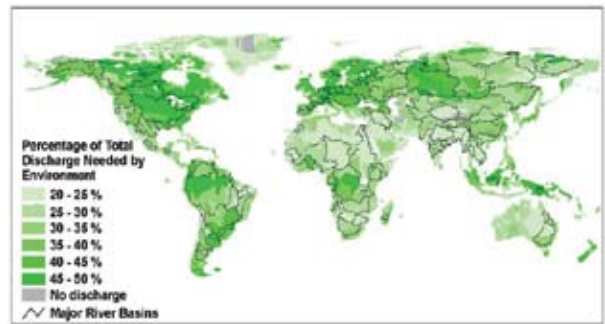 Percentage of Total
Discharge Needed by
Environment
20 - 25 %
25 - 30 %
30 - 35 %
35 - 40 %
40 - 45 %
45 - 50 %
No discharge
Major River Basins